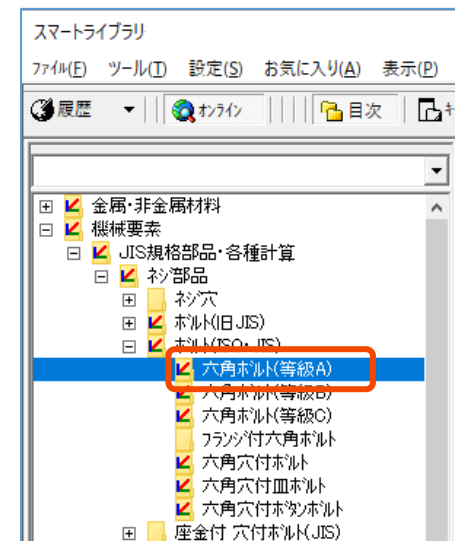 スマートライブラリ
ファイル(F) ツール(T) 設定(S) お気に入り(A) 表示(P)
履歴 オンライン 目次 キ
金属・非金属材料
機械要素
JIS規格部品・各種計算
ネジ部品
ネジ穴
ボルト(旧JIS)
ボルト(ISO・JIS)
六角ボルト(等級A)
六角ボルト(等級B)
六角ボルト(等級C)
フランジ付六角ボルト
六角穴付ボルト
六角穴付皿ボルト
六角穴付ボタンボルト
座金付 穴付ボルト(JIS)